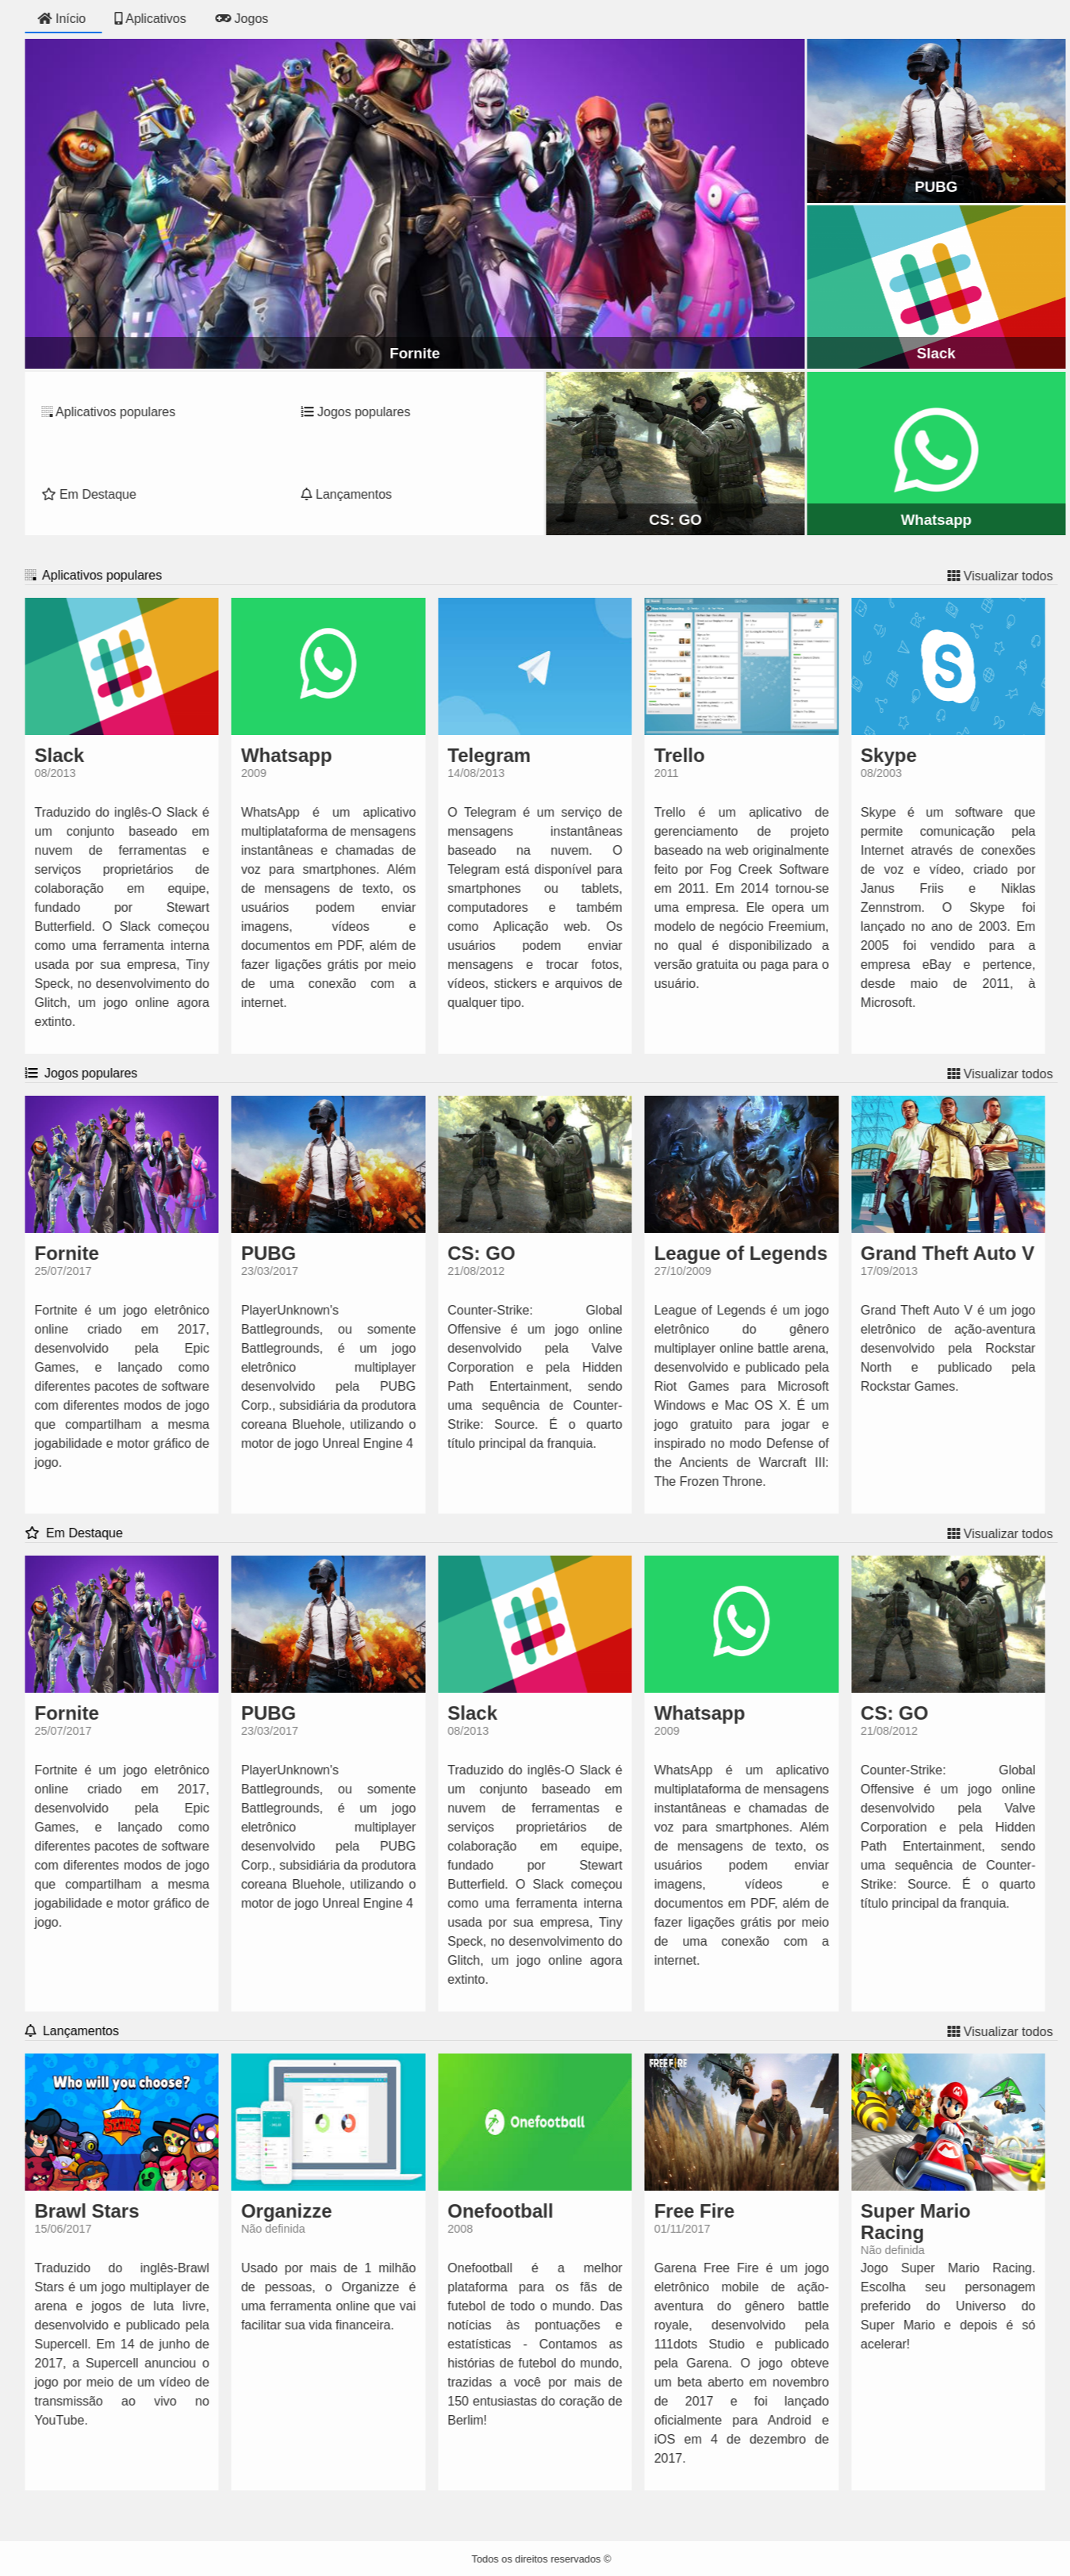 Início Aplicativos Jogos
Fornite
PUBG
Slack
Aplicativos populares
Jogos populares
Em Destaque
Lançamentos
CS: GO
Whatsapp
Aplicativos populares
Visualizar todos
Slack
08/2013
Traduzido do inglês-O Slack é
um conjunto baseado em
nuvem de ferramentas e
serviços proprietários de
colaboração em equipe,
fundado por Stewart
Butterfield. O Slack começou
como uma ferramenta interna
usada por sua empresa, Tiny
Speck, no desenvolvimento do
Glitch, um jogo online agora
extinto.
Whatsapp
2009
WhatsApp é um aplicativo
multiplataforma de mensagens
instantâneas e chamadas de
voz para smartphones. Além
de mensagens de texto, os
usuários podem enviar
imagens, vídeos e
documentos em PDF, além de
fazer ligações grátis por meio
de uma conexão com a
internet.
Telegram
14/08/2013
O Telegram é um serviço de
mensagens instantâneas
baseado na nuvem. O
Telegram está disponível para
smartphones ou tablets,
computadores e também
como Aplicação web. Os
usuários podem enviar
mensagens e trocar fotos,
vídeos, stickers e arquivos de
qualquer tipo.
Trello
2011
Trello é um aplicativo de
gerenciamento de projeto
baseado na web originalmente
feito por Fog Creek Software
em 2011. Em 2014 tornou-se
uma empresa. Ele opera um
modelo de negócio Freemium,
no qual é disponibilizado a
versão gratuita ou paga para o
usuário.
Skype
08/2003
Skype é um software que
permite comunicação pela
Internet através de conexões
de voz e vídeo, criado por
Janus Friis e Niklas
Zennstrom. O Skype foi
lançado no ano de 2003. Em
2005 foi vendido para a
empresa eBay e pertence,
desde maio de 2011, à
Microsoft.
Jogos populares
Visualizar todos
Fornite
25/07/2017
Fortnite é um jogo eletrônico
online criado em 2017,
desenvolvido pela Epic
Games, e lançado como
diferentes pacotes de software
com diferentes modos de jogo
que compartilham a mesma
jogabilidade e motor gráfico de
jogo.
PUBG
23/03/2017
PlayerUnknown's
Battlegrounds, ou somente
Battlegrounds, é um jogo
eletrônico multiplayer
desenvolvido pela PUBG
Corp., subsidiária da produtora
coreana Bluehole, utilizando o
motor de jogo Unreal Engine 4
CS: GO
21/08/2012
Counter-Strike: Global
Offensive é um jogo online
desenvolvido pela Valve
Corporation e pela Hidden
Path Entertainment, sendo
uma sequência de Counter-
Strike: Source. É o quarto
título principal da franquia.
League of Legends
27/10/2009
League of Legends é um jogo
eletrônico do gênero
multiplayer online battle arena,
desenvolvido e publicado pela
Riot Games para Microsoft
Windows e Mac OS X. É um
jogo gratuito para jogar e
inspirado no modo Defense of
the Ancients de Warcraft III:
The Frozen Throne.
Grand Theft Auto V
17/09/2013
Grand Theft Auto V é um jogo
eletrônico de ação-aventura
desenvolvido pela Rockstar
North e publicado pela
Rockstar Games.
Em Destaque
Visualizar todos
Fornite
25/07/2017
Fortnite é um jogo eletrônico
online criado em 2017,
desenvolvido pela Epic
Games, e lançado como
diferentes pacotes de software
com diferentes modos de jogo
que compartilham a mesma
jogabilidade e motor gráfico de
jogo.
PUBG
23/03/2017
PlayerUnknown's
Battlegrounds, ou somente
Battlegrounds, é um jogo
eletrônico multiplayer
desenvolvido pela PUBG
Corp., subsidiária da produtora
coreana Bluehole, utilizando o
motor de jogo Unreal Engine 4
Slack
08/2013
Traduzido do inglês-O Slack é
um conjunto baseado em
nuvem de ferramentas e
serviços proprietários de
colaboração em equipe,
fundado por Stewart
Butterfield. O Slack começou
como uma ferramenta interna
usada por sua empresa, Tiny
Speck, no desenvolvimento do
Glitch, um jogo online agora
extinto.
Whatsapp
2009
WhatsApp é um aplicativo
multiplataforma de mensagens
instantâneas e chamadas de
voz para smartphones. Além
de mensagens de texto, os
usuários podem enviar
imagens, vídeos e
documentos em PDF, além de
fazer ligações grátis por meio
de uma conexão com a
internet.
CS: GO
21/08/2012
Counter-Strike: Global
Offensive é um jogo online
desenvolvido pela Valve
Corporation e pela Hidden
Path Entertainment, sendo
uma sequência de Counter-
Strike: Source. É o quarto
título principal da franquia.
Lançamentos
Visualizar todos
Who will you choose?
BRAWL STARS
Brawl Stars
15/06/2017
Traduzido do inglês-Brawl
Stars é um jogo multiplayer de
arena e jogos de luta livre,
desenvolvido e publicado pela
Supercell. Em 14 de junho de
2017, a Supercell anunciou o
jogo por meio de um vídeo de
transmissão ao vivo no
YouTube.
Organizze
Não definida
Usado por mais de 1 milhão
de pessoas, o Organizze é
uma ferramenta online que vai
facilitar sua vida financeira.
Onefootball
Onefootball
2008
Onefootball é a melhor
plataforma para os fãs de
futebol de todo o mundo. Das
notícias às pontuações e
estatísticas - Contamos as
histórias de futebol do mundo,
trazidas a você por mais de
150 entusiastas do coração de
Berlim!
FREE FIRE
Free Fire
01/11/2017
Garena Free Fire é um jogo
eletrônico mobile de ação-
aventura do gênero battle
royale, desenvolvido pela
111dots Studio e publicado
pela Garena. O jogo obteve
um beta aberto em novembro
de 2017 e foi lançado
oficialmente para Android e
iOS em 4 de dezembro de
2017.
Super Mario
Racing
Não definida
Jogo Super Mario Racing.
Escolha seu personagem
preferido do Universo do
Super Mario e depois é só
acelerar!
Todos os direitos reservados ©